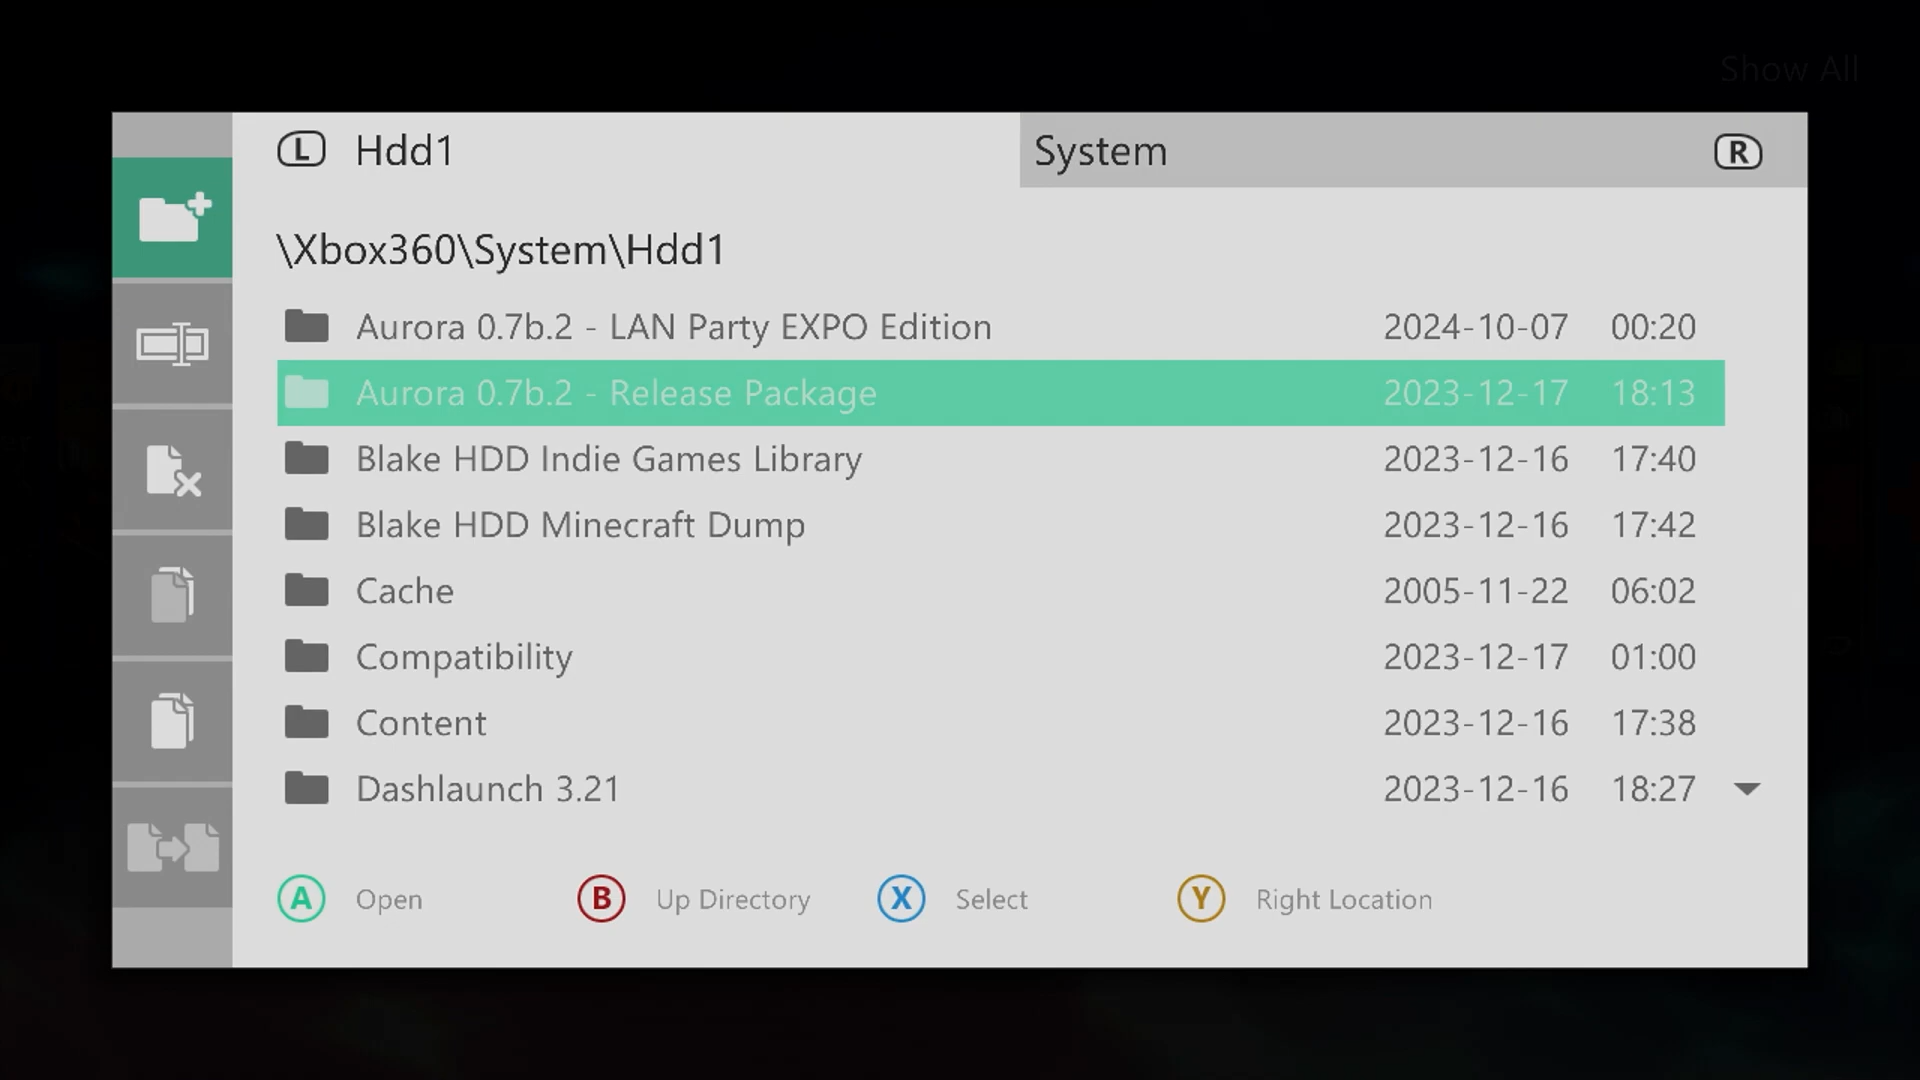 Show All
L Hdd1 System R
\Xbox360\System\Hdd1
Aurora 0.7b.2 - LAN Party EXPO Edition 2024-10-07 00:20
Aurora 0.7b.2 - Release Package 2023-12-17 18:13
Blake HDD Indie Games Library 2023-12-16 17:40
Blake HDD Minecraft Dump 2023-12-16 17:42
Cache 2005-11-22 06:02
Compatibility 2023-12-17 01:00
Content 2023-12-16 17:38
Dashlaunch 3.21 2023-12-16 18:27
A Open B Up Directory X Select Y Right Location